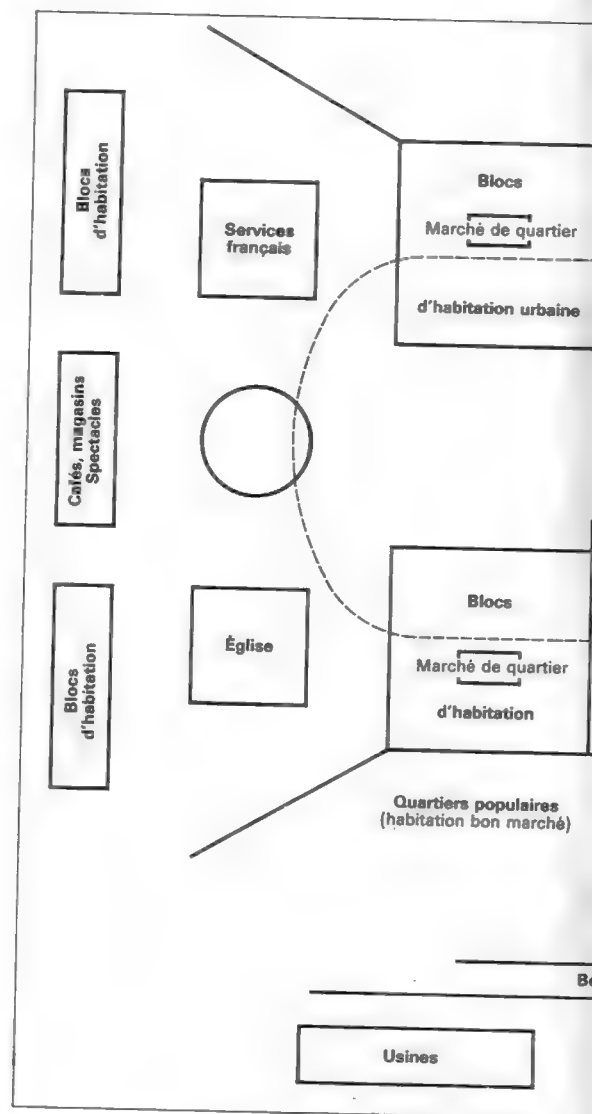 Blocs
d'habitation
Services
français
Blocs
Marché de quartier
d'habitation urbaine
Cafés, magasins
Spectacles
Blocs
d'habitation
Église
Blocs
Marché de quartier
d'habitation
Quartiers populaires
(habitation bon marché)
Usines